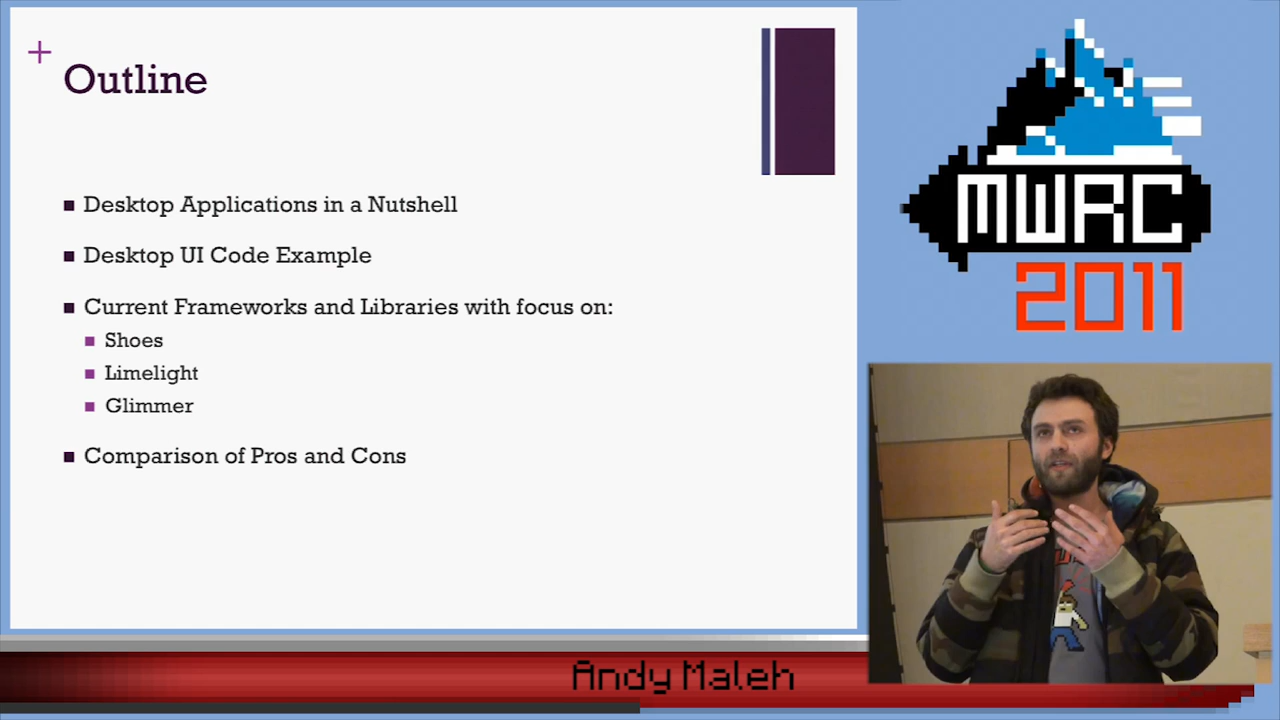 +
Outline
Desktop Applications in a Nutshell
Desktop UI Code Example
Current Frameworks and Libraries with focus on:
Shoes
Limelight
Glimmer
Comparison of Pros and Cons
MWRC
2011
Andy Maleh